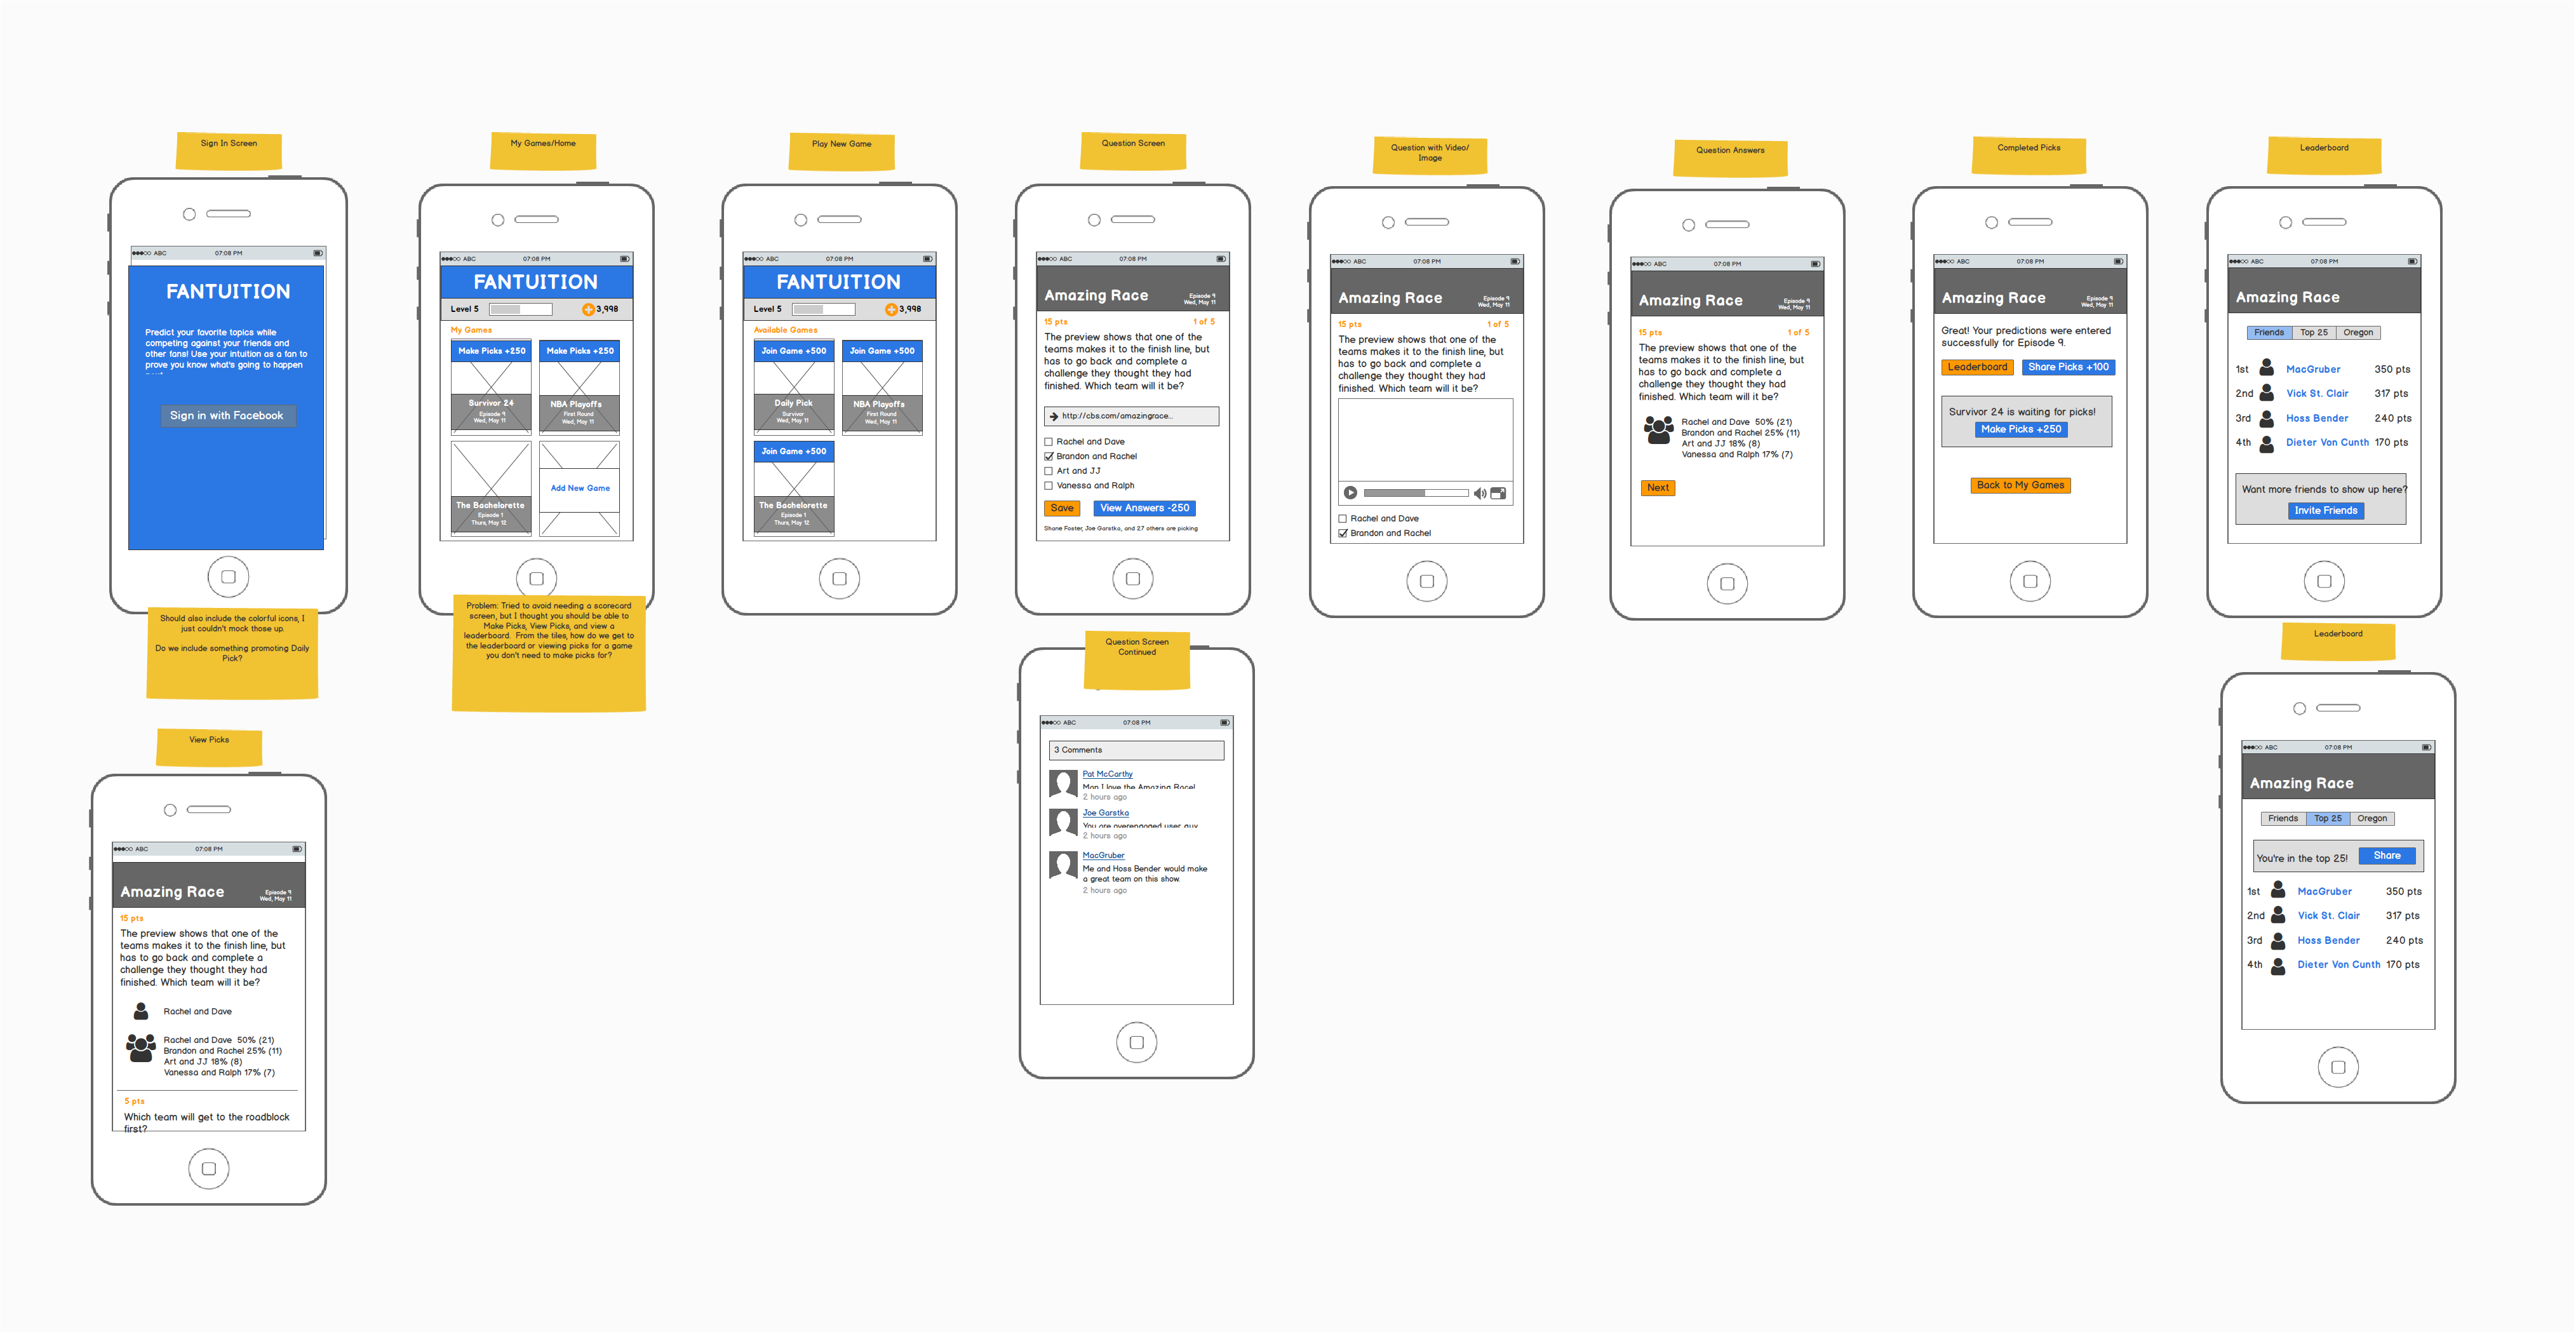 Sign In Screen
ABC 07:08 PM
FANTUITION
Predict your favorite topics while
competing against your friends and
other fans! Use your intuition as a fan to
prove you know what's going to happen
Sign in with Facebook
Should also include the colorful icons, I
just couldn't mock those up.
Do we include something promoting Daily
Pick?
My Games/Home
ABC 07:08 PM
FANTUITION
Level 5 3,998
My Games
Make Picks +250 Make Picks +250
Survivor 24 NBA Playoffs
Episode 9 First Round
Wed, May 11 Wed, May 11
Add New Game
The Bachelorette
Episode 1
Thurs, May 12
Problem: Tried to avoid needing a scorecard
screen, but I thought you should be able to
Make Picks, View Picks, and view a
leaderboard. From the tiles, how do we get to
the leaderboard or viewing picks for a game
you don't need to make picks for?
Play New Game
ABC 07:08 PM
FANTUITION
Level 5 3,998
Available Games
Join Game +500 Join Game +500
Daily Pick NBA Playoffs
Survivor First Round
Wed, May 11 Wed, May 11
Join Game +500
The Bachelorette
Episode 1
Thurs, May 12
Question Screen
ABC 07:08 PM
Amazing Race Episode 9
Wed, May 11
15 pts 1 of 5
The preview shows that one of the
teams makes it to the finish line, but
has to go back and complete a
challenge they thought they had
finished. Which team will it be?
http://cbs.com/amazingrace...
Rachel and Dave
Brandon and Rachel
Art and JJ
Vanessa and Ralph
Save View Answers -250
Shane Foster, Joe Garstka, and 27 others are picking
Question with Video/
Image
ABC 07:08 PM
Amazing Race Episode 9
Wed, May 11
15 pts 1 of 5
The preview shows that one of the
teams makes it to the finish line, but
has to go back and complete a
challenge they thought they had
finished. Which team will it be?
Rachel and Dave
Brandon and Rachel
Question Answers
ABC 07:08 PM
Amazing Race Episode 9
Wed, May 11
15 pts 1 of 5
The preview shows that one of the
teams makes it to the finish line, but
has to go back and complete a
challenge they thought they had
finished. Which team will it be?
Rachel and Dave 50% (21)
Brandon and Rachel 25% (11)
Art and JJ 18% (8)
Vanessa and Ralph 17% (7)
Next
Completed Picks
ABC 07:08 PM
Amazing Race Episode 9
Wed, May 11
Great! Your predictions were entered
successfully for Episode 9.
Leaderboard Share Picks +100
Survivor 24 is waiting for picks!
Make Picks +250
Back to My Games
Leaderboard
ABC 07:08 PM
Amazing Race
Friends Top 25 Oregon
1st MacGruber 350 pts
2nd Vick St. Clair 317 pts
3rd Hoss Bender 240 pts
4th Dieter Von Cunth 170 pts
Want more friends to show up here?
Invite Friends
View Picks
ABC 07:08 PM
Amazing Race Episode 9
Wed, May 11
15 pts
The preview shows that one of the
teams makes it to the finish line, but
has to go back and complete a
challenge they thought they had
finished. Which team will it be?
Rachel and Dave
Rachel and Dave 50% (21)
Brandon and Rachel 25% (11)
Art and JJ 18% (8)
Vanessa and Ralph 17% (7)
5 pts
Which team will get to the roadblock
first?
Question Screen
Continued
ABC 07:08 PM
3 Comments
Pat McCarthy
Man I love the Amazing Race!
2 hours ago
Joe Garstka
You are overengaged user guy
2 hours ago
MacGruber
Me and Hoss Bender would make
a great team on this show.
2 hours ago
Leaderboard
ABC 07:08 PM
Amazing Race
Friends Top 25 Oregon
You're in the top 25! Share
1st MacGruber 350 pts
2nd Vick St. Clair 317 pts
3rd Hoss Bender 240 pts
4th Dieter Von Cunth 170 pts